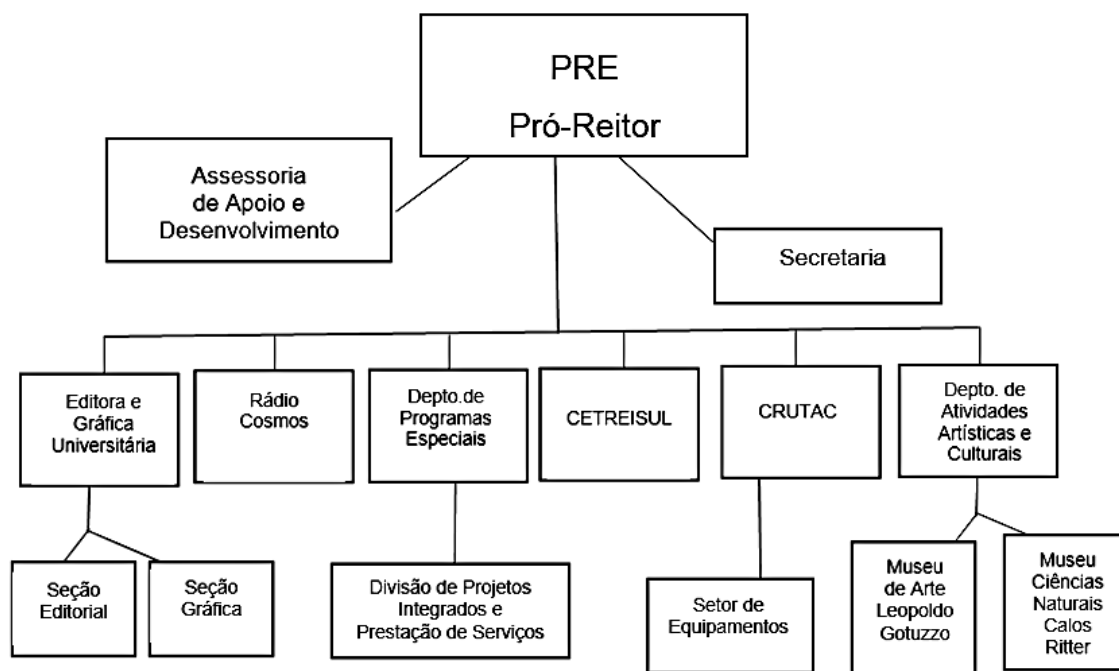 PRE
Pró-Reitor
Assessoria
de Apoio e
Desenvolvimento
Secretaria
Editora e
Gráfica
Universitária
Rádio
Cosmos
Depto.de
Programas
Especiais
CETREISUL
CRUTAC
Depto. de
Atividades
Artísticas e
Culturais
Seção
Editorial
Seção
Gráfica
Divisão de Projetos
Integrados e
Prestação de Serviços
Setor de
Equipamentos
Museu
de Arte
Leopoldo
Gotuzzo
Museu
Ciências
Naturais
Calos
Ritter